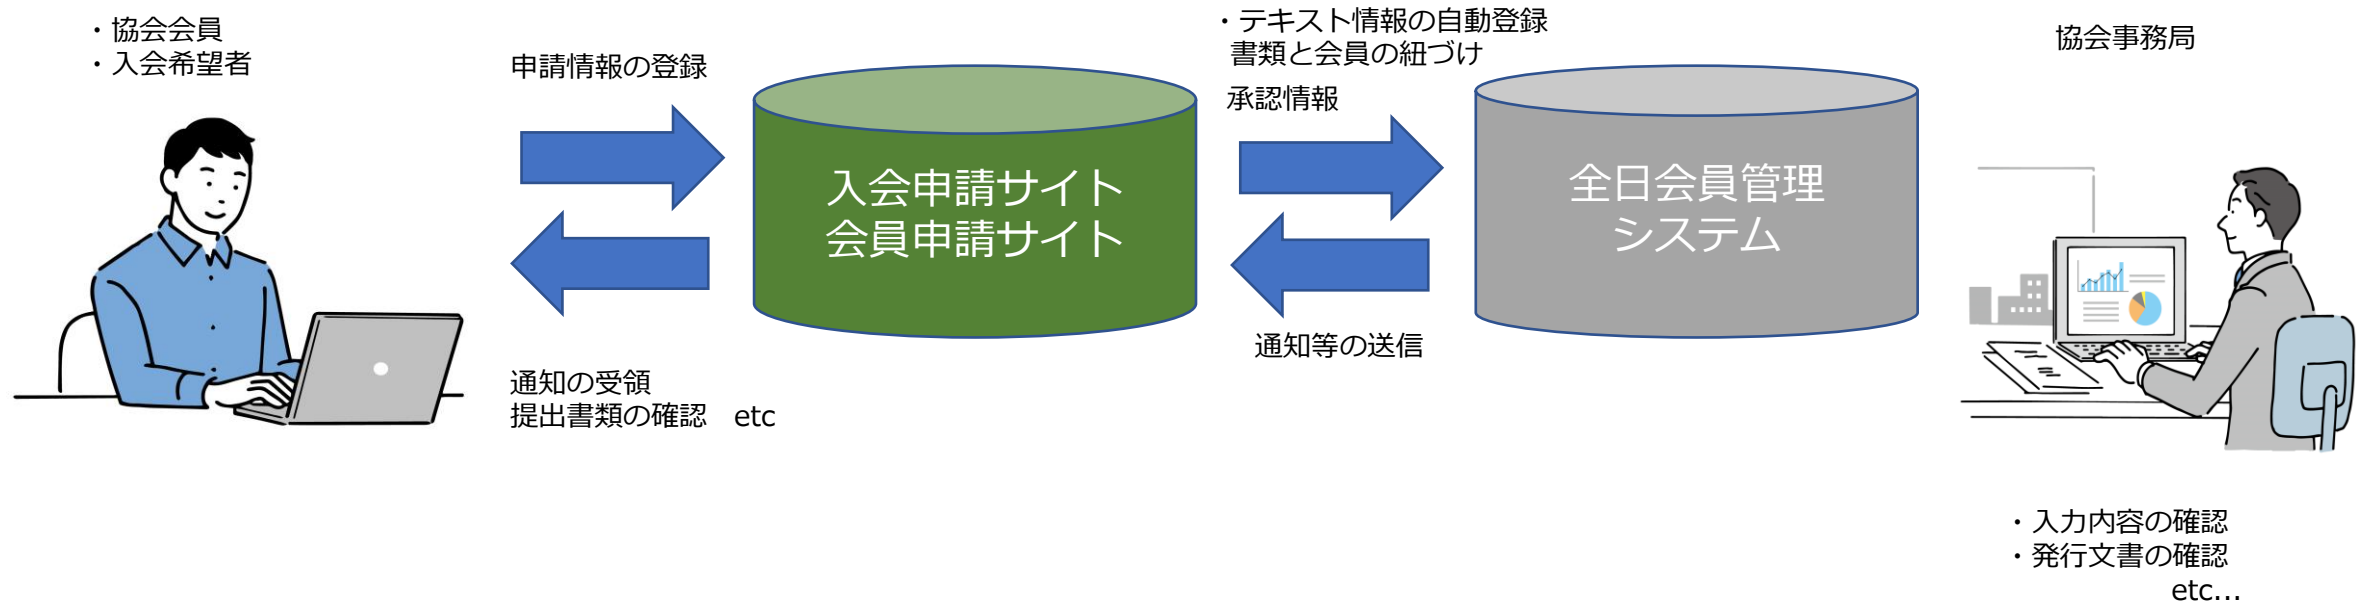 ・協会会員
・入会希望者
申請情報の登録
通知の受領
提出書類の確認　etc
入会申請サイト
会員申請サイト
・テキスト情報の自動登録
書類と会員の紐づけ
承認情報
通知等の送信
全日会員管理
システム
協会事務局
・入力内容の確認
・発行文書の確認
etc...